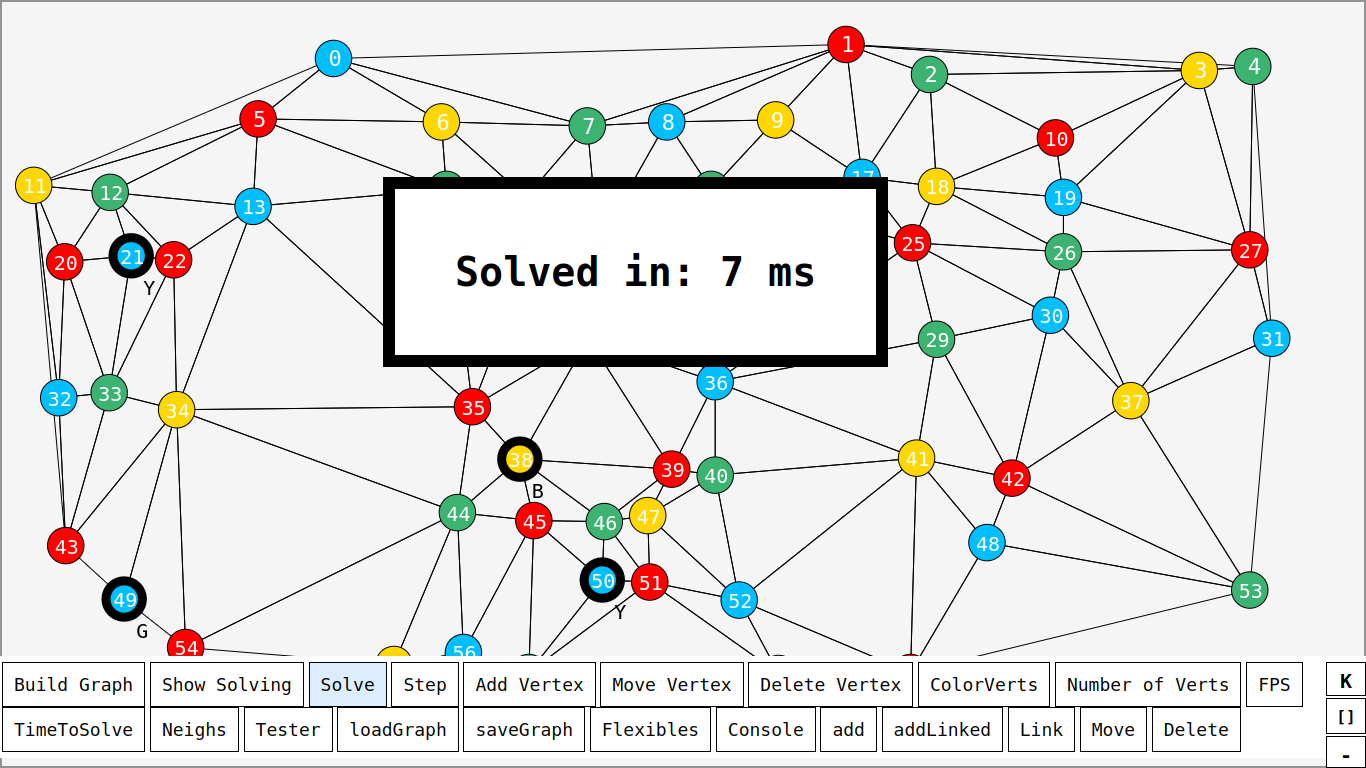 0
1
2
3
4
5
6
7
8
9
10
11
12
13
17
18
19
20
21
22
Y
25
26
27
Solved in: 7 ms
29
30
31
32
33
34
35
36
37
38
B
39
40
41
42
43
44
45
46
47
48
49
G
50
Y
51
52
53
54
56
Build Graph
Show Solving
Solve
Step
Add Vertex
Move Vertex
Delete Vertex
ColorVerts
Number of Verts
FPS
K
TimeToSolve
Neighs
Tester
loadGraph
saveGraph
Flexibles
Console
add
addLinked
Link
Move
Delete
[]
-